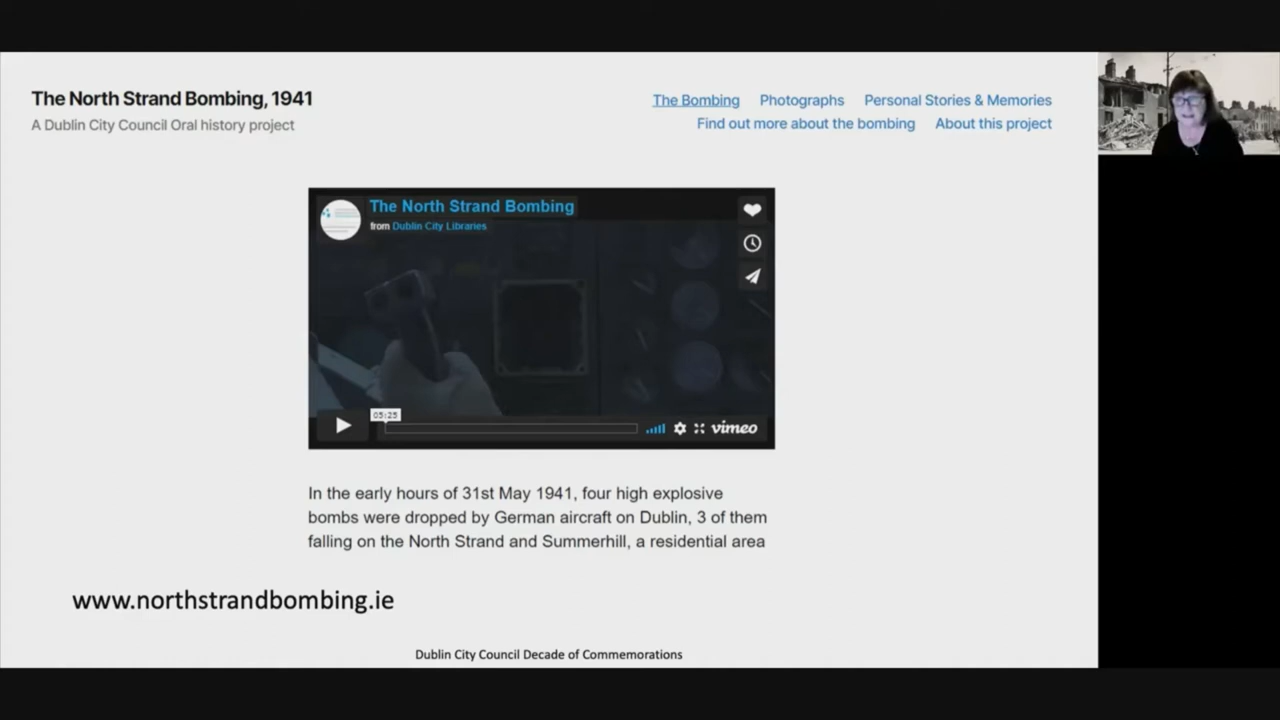 The North Strand Bombing, 1941
A Dublin City Council Oral history project
The Bombing Photographs Personal Stories & Memories
Find out more about the bombing About this project
The North Strand Bombing
from Dublin City Libraries
05:25
vimeo
In the early hours of 31st May 1941, four high explosive
bombs were dropped by German aircraft on Dublin, 3 of them
falling on the North Strand and Summerhill, a residential area
www.northstrandbombing.ie
Dublin City Council Decade of Commemorations